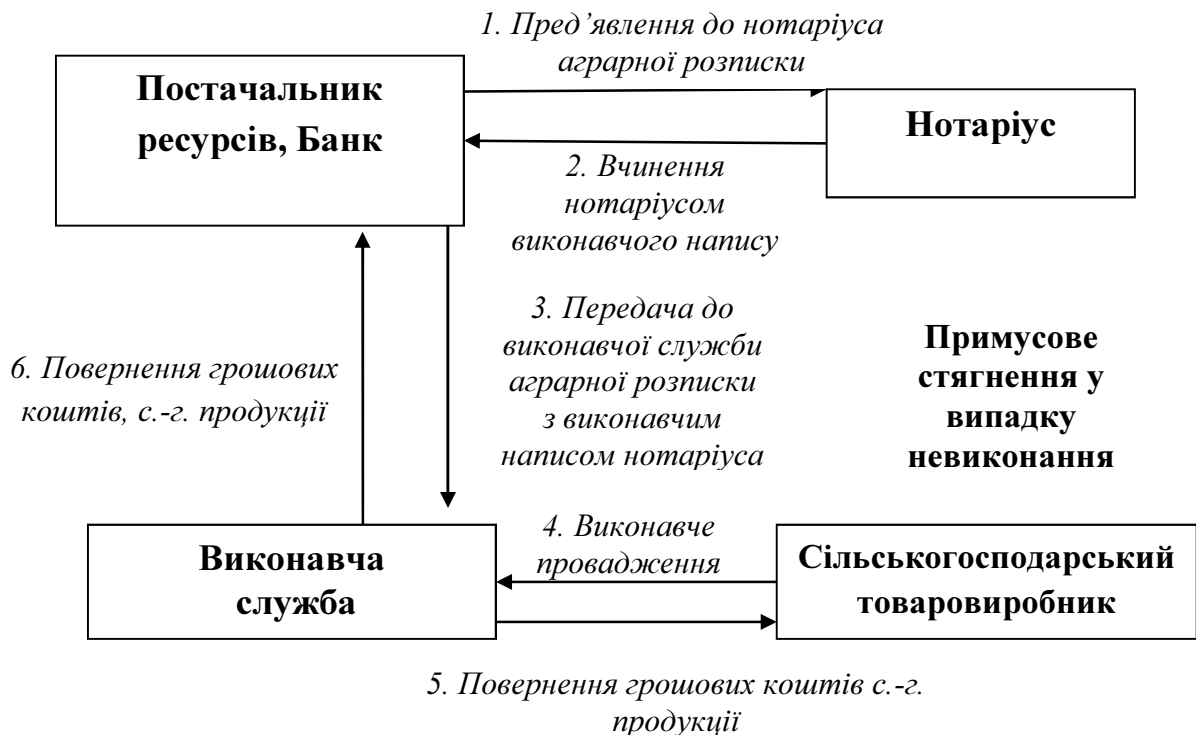 1. Пред’явлення до нотаріуса
аграрної розписки
Постачальник
ресурсів, Банк
Нотаріус
2. Вчинення
нотаріусом
виконавчого напису
3. Передача до
виконавчої служби
аграрної розписки
з виконавчим
написом нотаріуса
Примусове
стягнення у
випадку
невиконання
6. Повернення грошових
коштів, с.-г. продукції
Виконавча
служба
4. Виконавче
провадження
Сільськогосподарський
товаровиробник
5. Повернення грошових коштів с.-г.
продукції